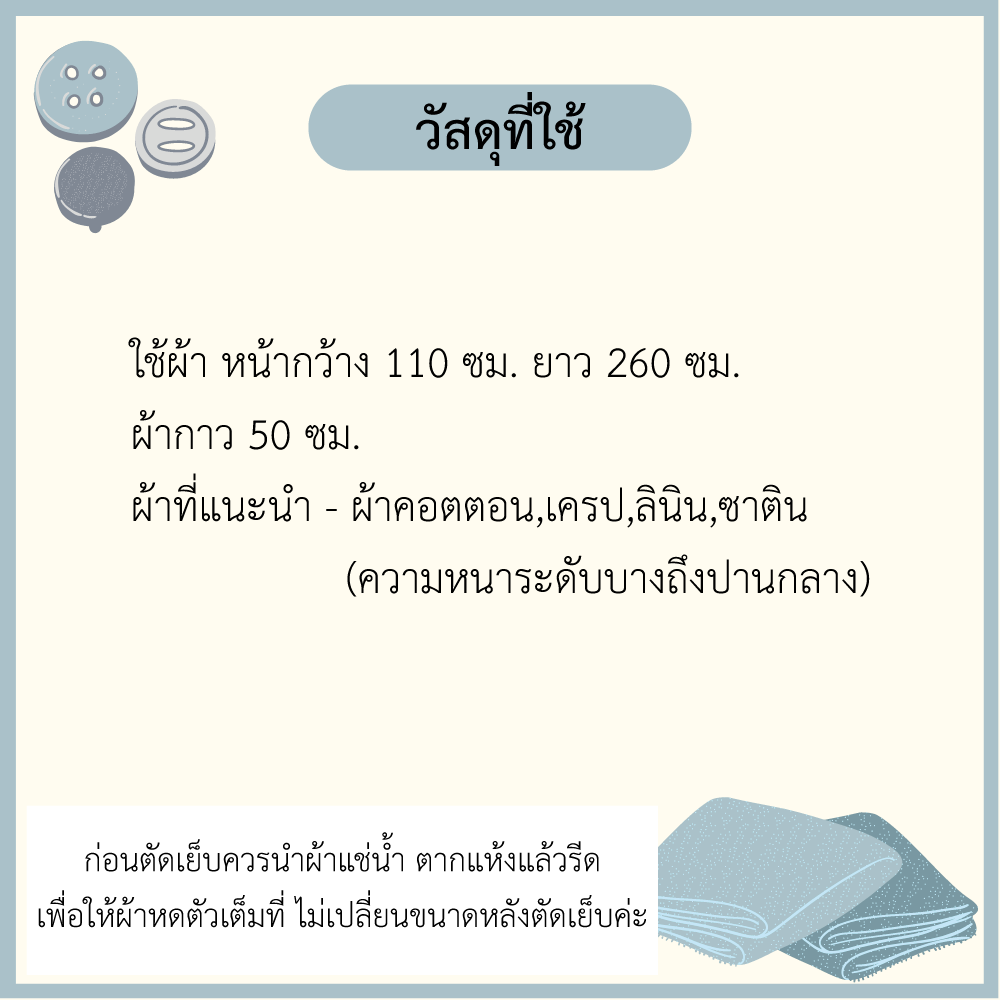 วัสดุที่ใช้
ใช้ผ้า หน้ากว้าง 110 ซม. ยาว 260 ซม.
ผ้ากาว 50 ซม.
ผ้าที่แนะนำ - ผ้าคอตตอน,เครป,ลินิน,ซาติน
(ความหนาระดับบางถึงปานกลาง)
ก่อนตัดเย็บควรนำผ้าแช่น้ำ ตากแห้งแล้วรีด
เพื่อให้ผ้าหดตัวเต็มที่ ไม่เปลี่ยนขนาดหลังตัดเย็บค่ะ